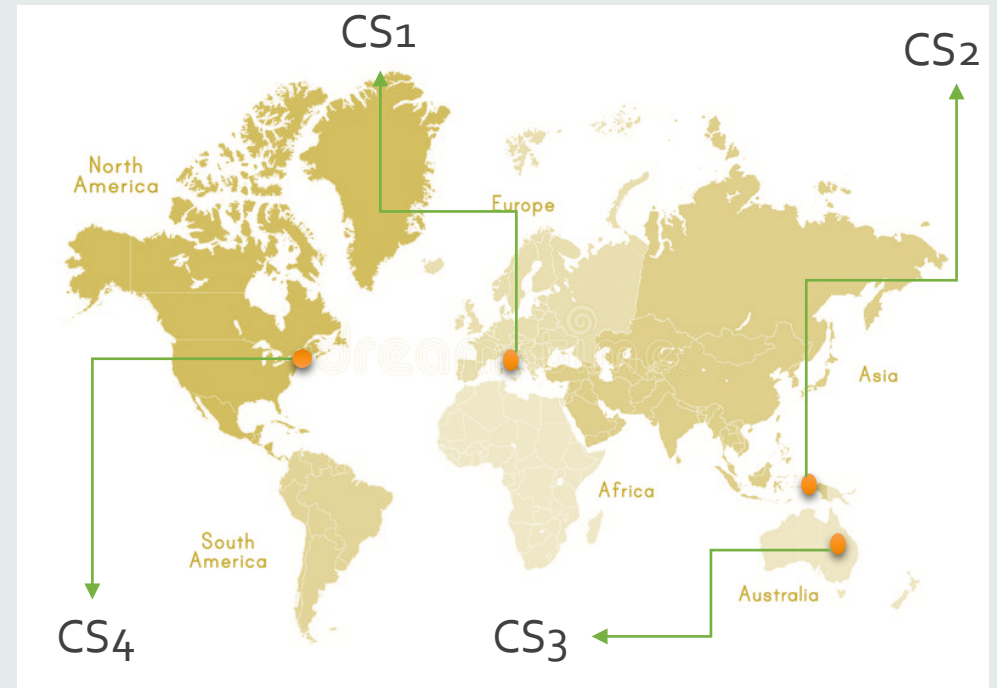 CS1
CS2
North
America
Europe
Asia
Africa
South
America
Australia
CS4
CS3